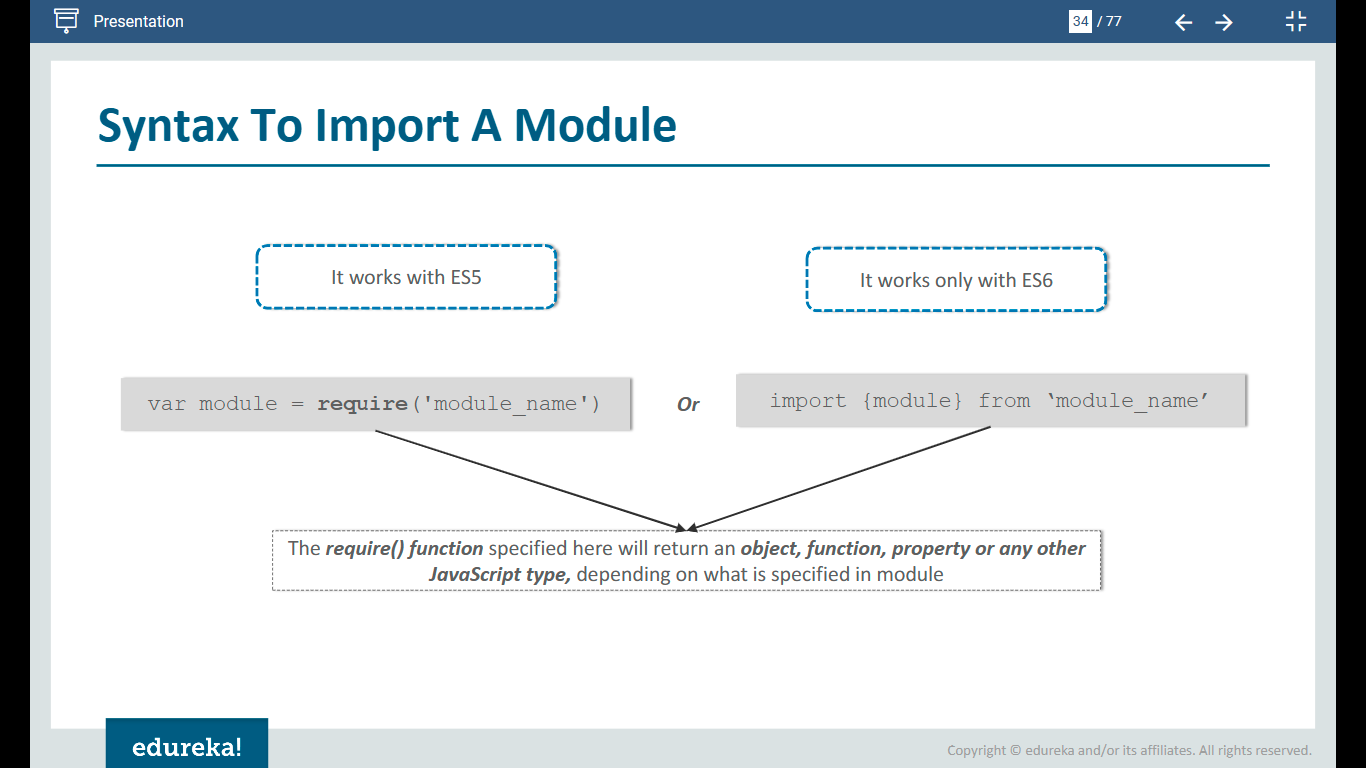 Presentation
34 / 77
Syntax To Import A Module
It works with ES5
It works only with ES6
var module = require('module_name')
Or
import {module} from ‘module_name’
The require() function specified here will return an object, function, property or any other
JavaScript type, depending on what is specified in module
edureka!
Copyright © edureka and/or its affiliates. All rights reserved.